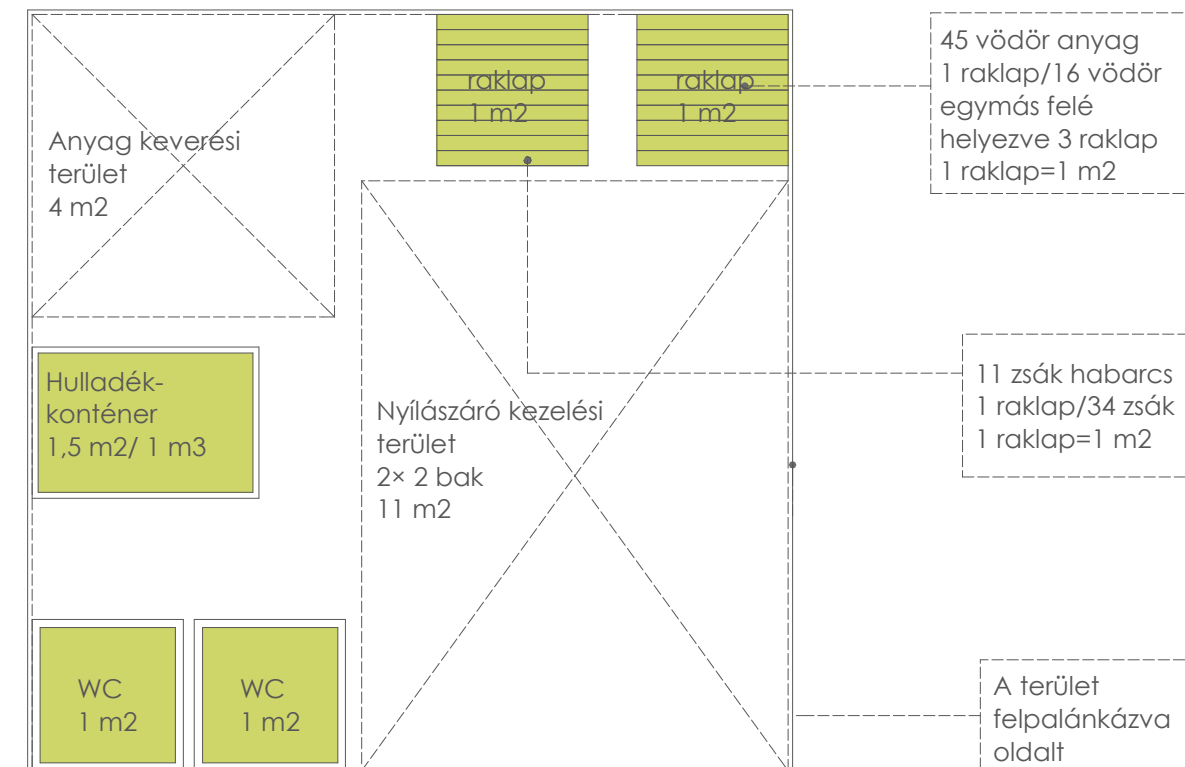 raklap
1 m2
raklap
1 m2
45 vödör anyag
1 raklap/16 vödör
egymás felé
helyezve 3 raklap
1 raklap=1 m2
Anyag keverési
terület
4 m2
Hulladék-
konténer
1,5 m2/ 1 m3
Nyílászáró kezelési
terület
2× 2 bak
11 m2
11 zsák habarcs
1 raklap/34 zsák
1 raklap=1 m2
WC
1 m2
WC
1 m2
A terület
felpalánkázva
oldalt